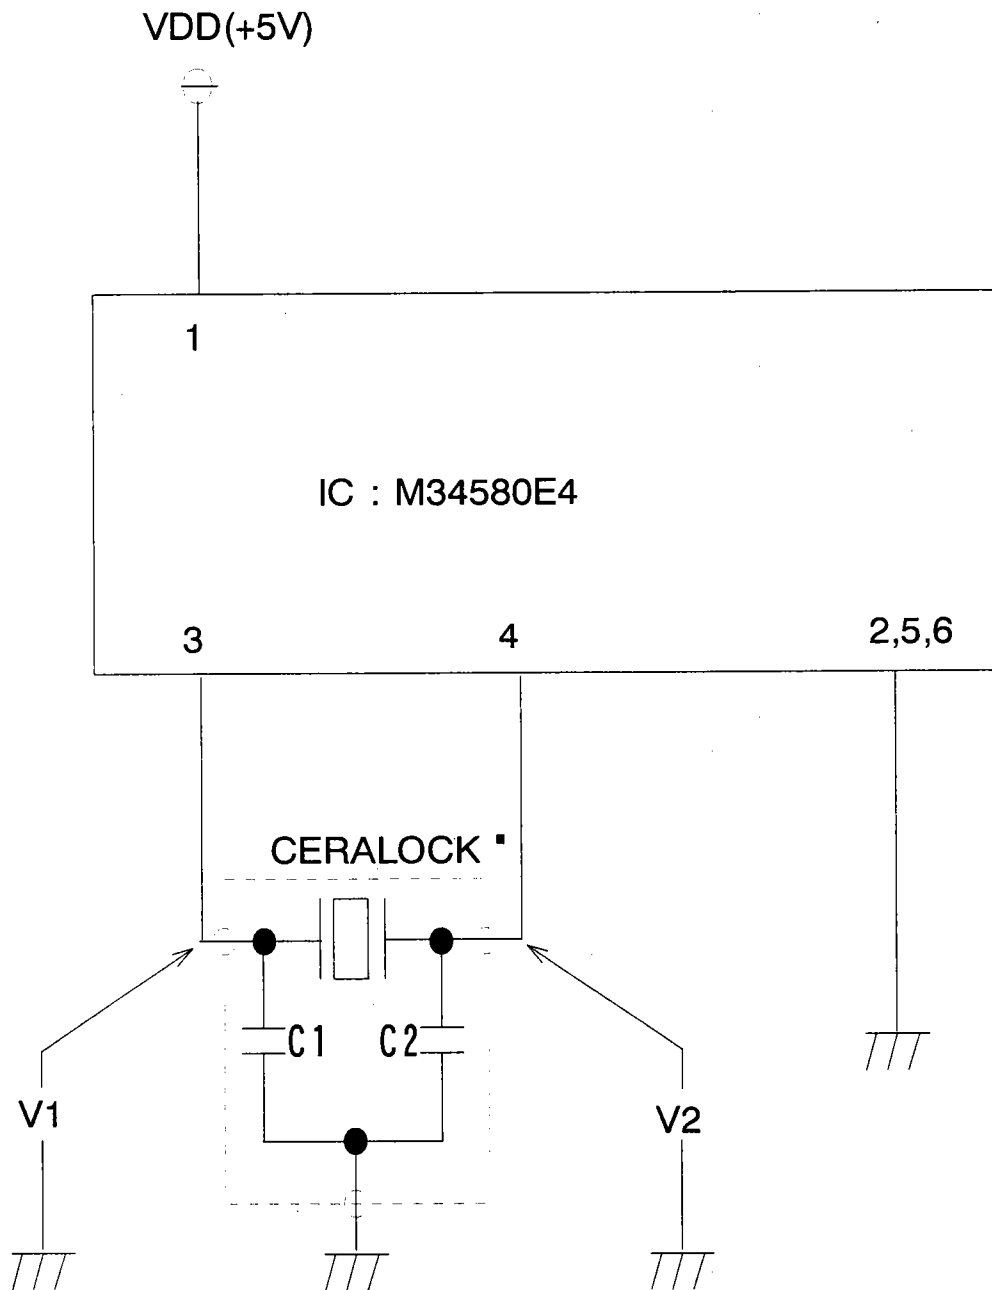 VDD(+5V)
1
IC : M34580E4
3 4 2,5,6
CERALOCK
C1 C2
V1 V2